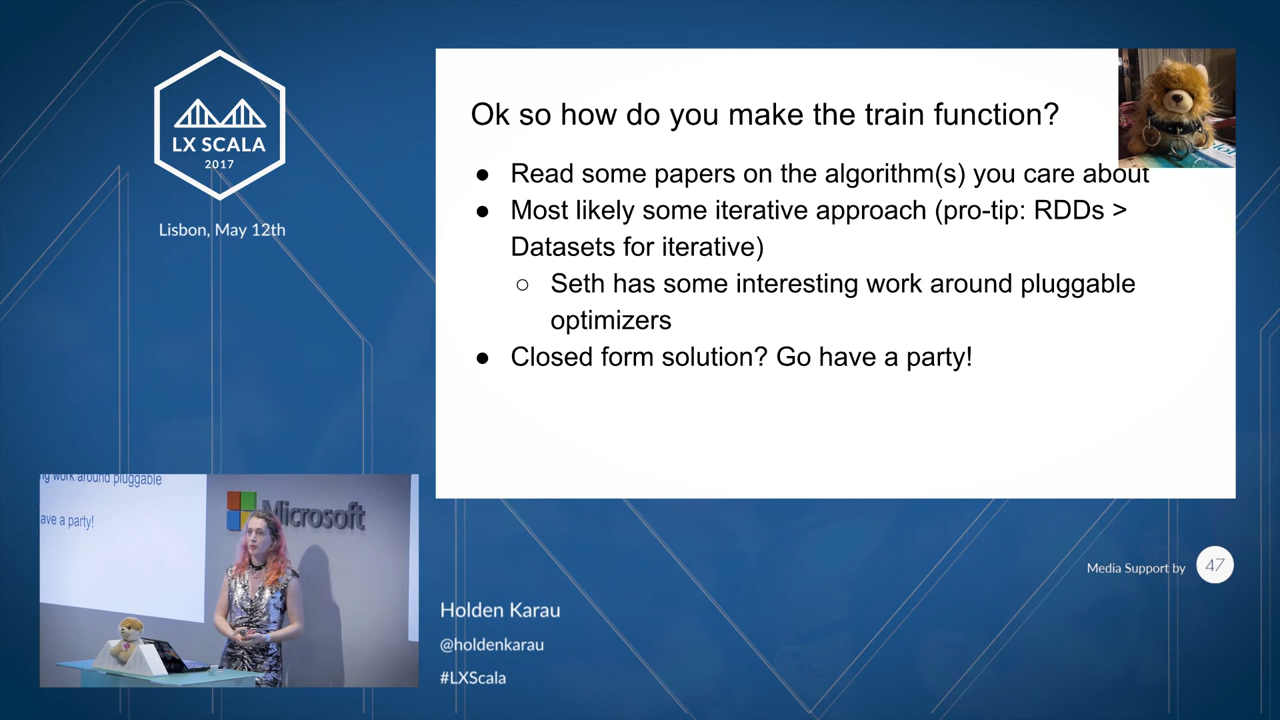 LX SCALA
2017
Lisbon, May 12th
Ok so how do you make the train function?
● Read some papers on the algorithm(s) you care about
● Most likely some iterative approach (pro-tip: RDDs >
Datasets for iterative)
○ Seth has some interesting work around pluggable
optimizers
● Closed form solution? Go have a party!
work around pluggable
ave a party!
Microsoft
Media Support by
47
Holden Karau
@holdenkarau
#LXScala